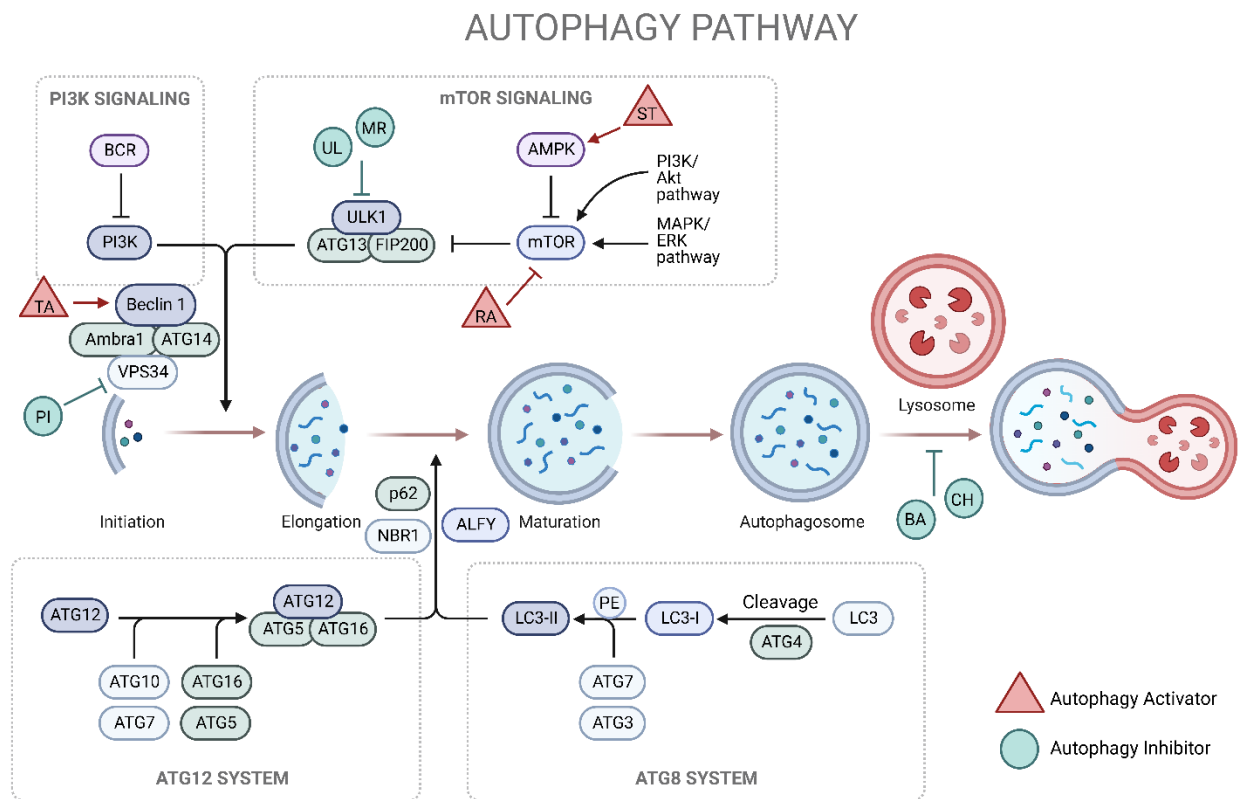 AUTOPHAGY PATHWAY
PI3K SIGNALING
BCR
PI3K
mTOR SIGNALING
UL
MR
ULK1
ATG13
FIP200
ST
AMPK
mTOR
RA
PI3K/
Akt
pathway
MAPK/
ERK
pathway
TA
Beclin 1
Ambra1
ATG14
VPS34
PI
Initiation
Elongation
Maturation
Autophagosome
Lysosome
BA
CH
p62
NBR1
ALFY
ATG12
ATG12
ATG5
ATG16
ATG10
ATG7
ATG16
ATG5
ATG12 SYSTEM
LC3-II
PE
LC3-I
Cleavage
ATG4
LC3
ATG7
ATG3
ATG8 SYSTEM
Autophagy Activator
Autophagy Inhibitor